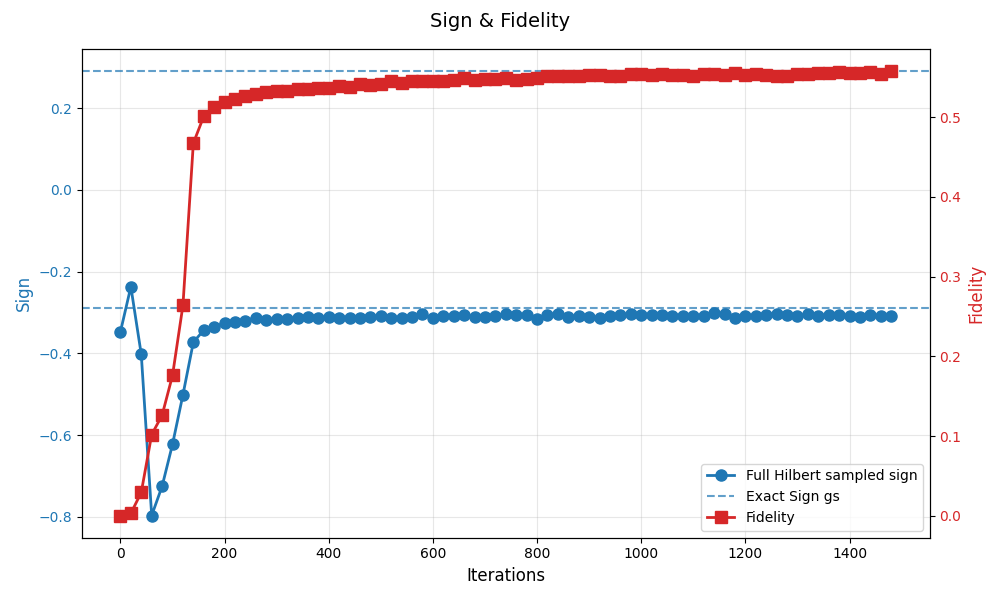 Sign & Fidelity
Sign
0.2
0.0
−0.2
−0.4
−0.6
−0.8
0.5
0.4
0.3
0.2
0.1
0.0
Fidelity
Full Hilbert sampled sign
Exact Sign gs
Fidelity
0 200 400 600 800 1000 1200 1400
Iterations